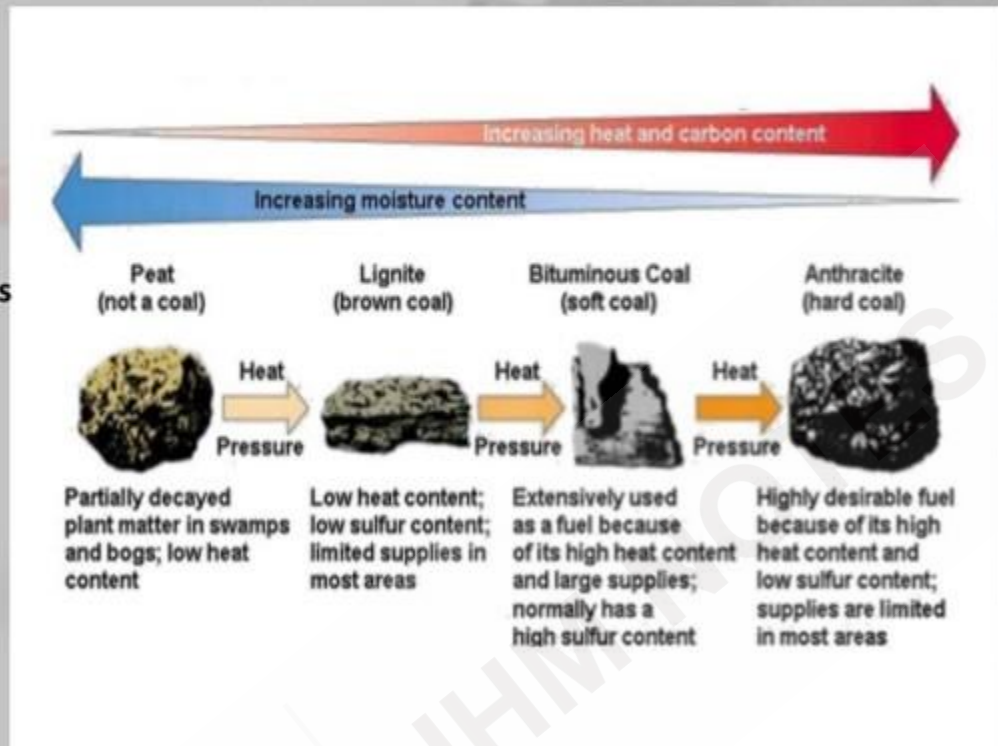 Increasing heat and carbon content
Increasing moisture content
s
Peat
(not a coal)
Lignite
(brown coal)
Bituminous Coal
(soft coal)
Anthracite
(hard coal)
Heat
Pressure
Heat
Pressure
Heat
Pressure
Partially decayed
plant matter in swamps
and bogs; low heat
content
Low heat content;
low sulfur content;
limited supplies in
most areas
Extensively used
as a fuel because
of its high heat content
and large supplies;
normally has a
high sulfur content
Highly desirable fuel
because of its high
heat content and
low sulfur content;
supplies are limited
in most areas